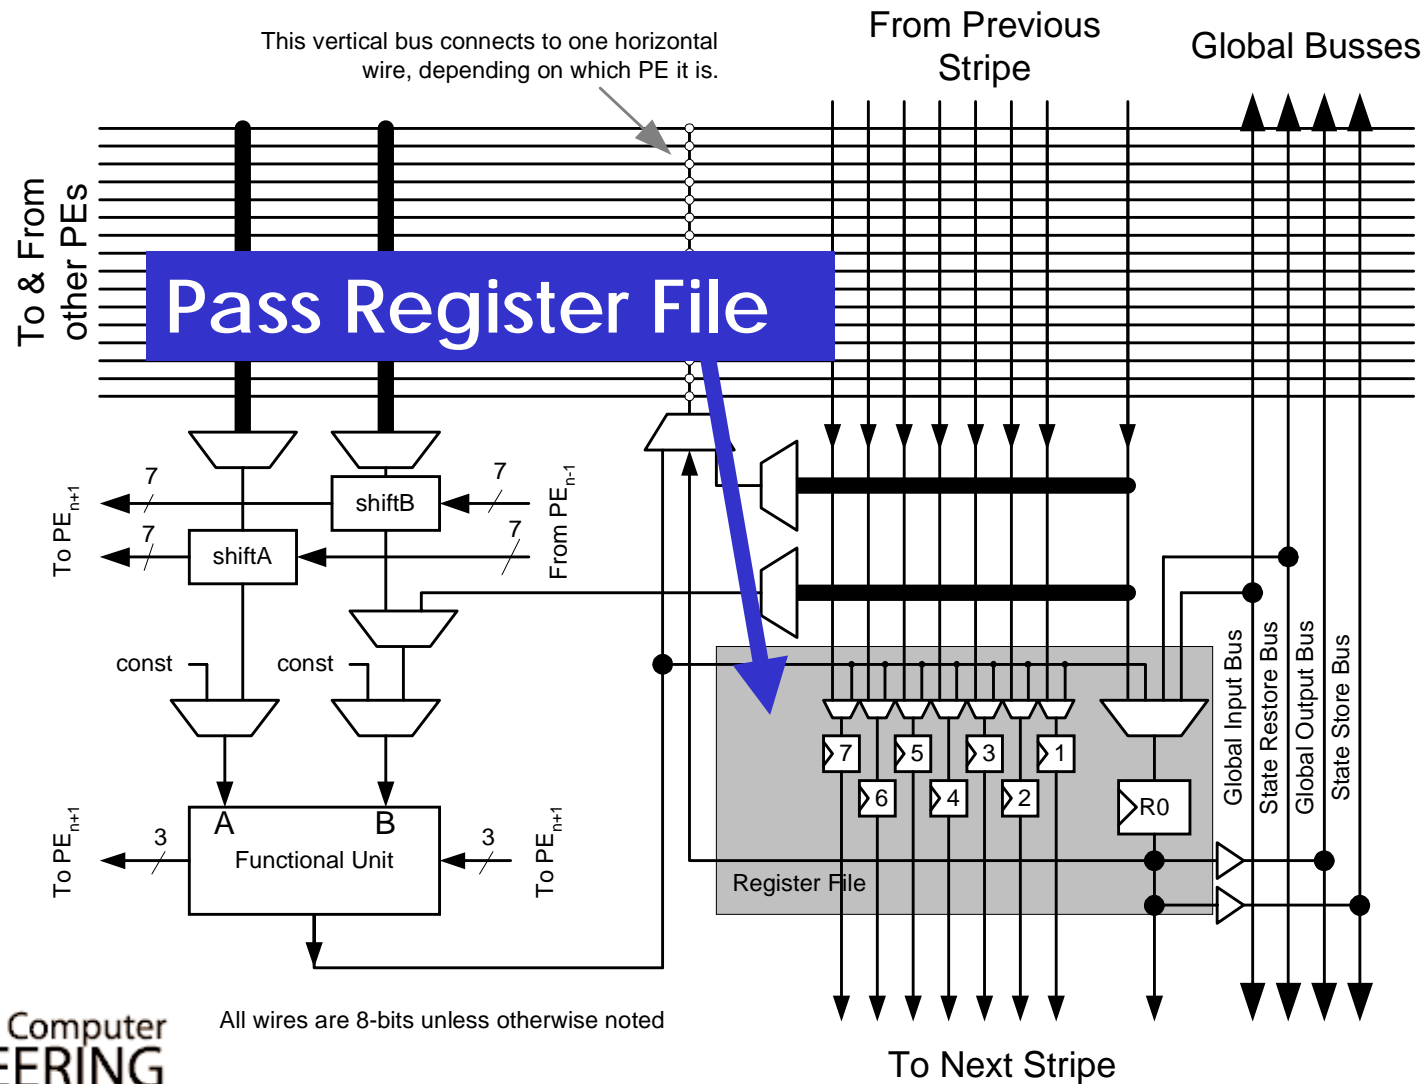 This vertical bus connects to one horizontal
wire, depending on which PE it is.
From Previous
Stripe
Global Busses
To & From
other PEs
Pass Register File
7
7
shiftB
To PEn+1
From PEn-1
7
7
shiftA
const
const
Global Input Bus
State Restore Bus
Global Output Bus
State Store Bus
7
5
3
1
6
4
2
R0
A
B
To PEn+1
3
Functional Unit
3
To PEn+1
Register File
All wires are 8-bits unless otherwise noted
To Next Stripe
Computer
EERING